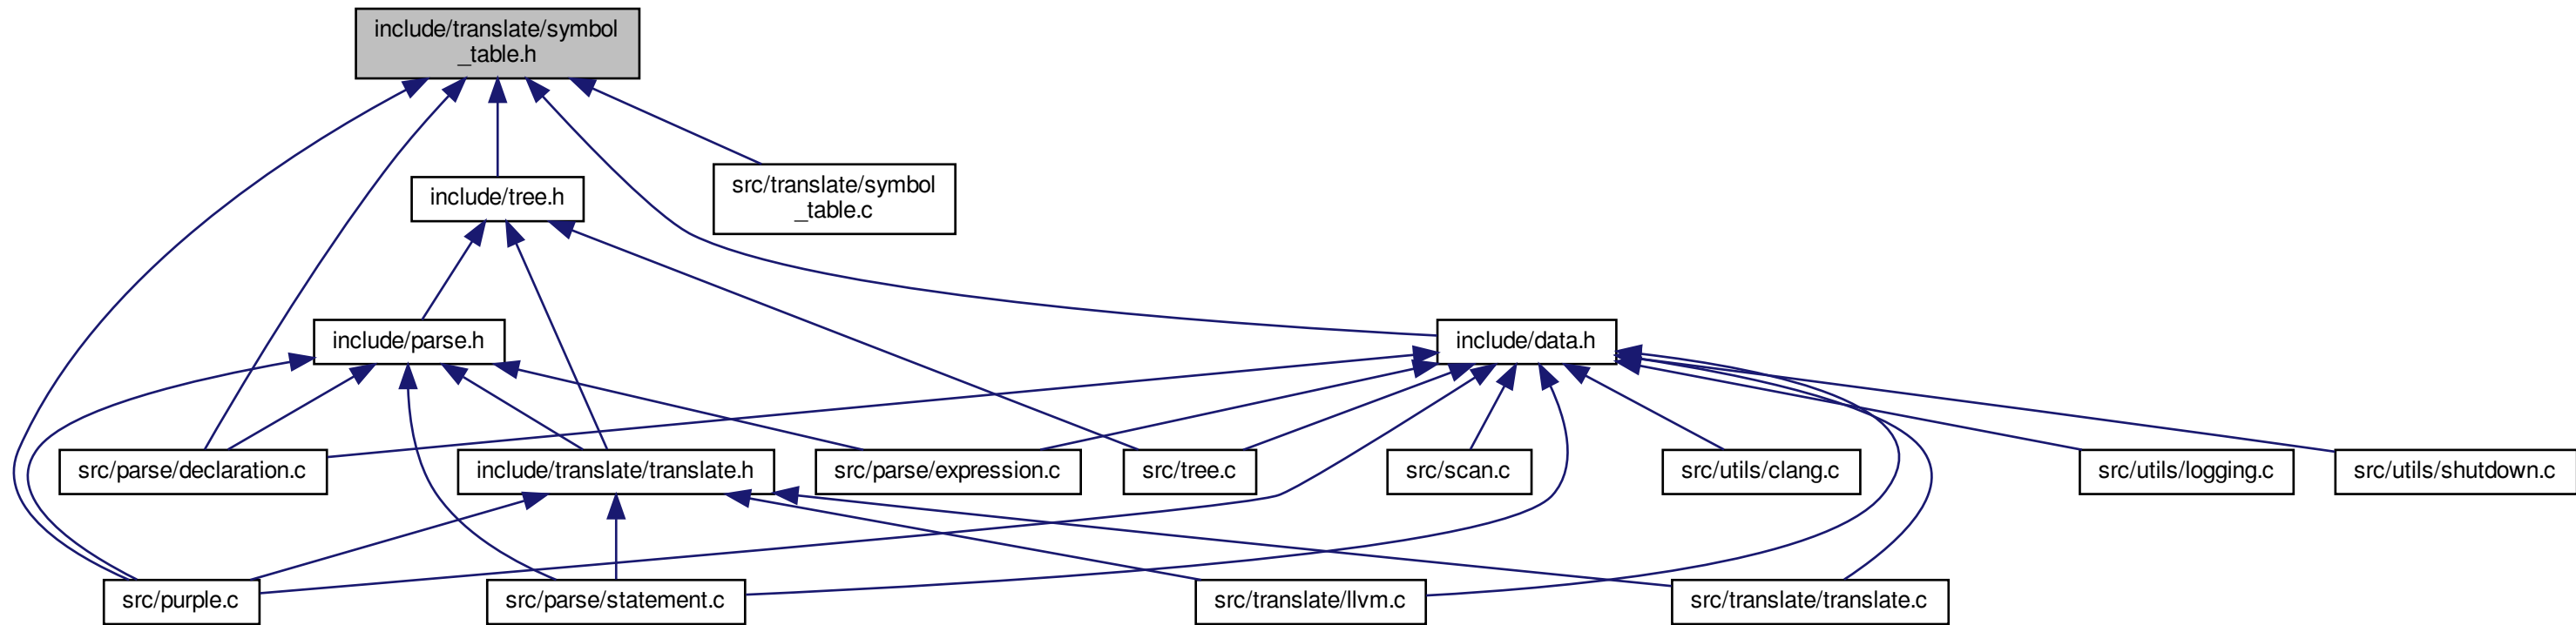 include/translate/symbol
_table.h
include/tree.h
src/translate/symbol
_table.c
include/parse.h
include/data.h
src/parse/declaration.c
include/translate/translate.h
src/parse/expression.c
src/tree.c
src/scan.c
src/utils/clang.c
src/utils/logging.c
src/utils/shutdown.c
src/purple.c
src/parse/statement.c
src/translate/llvm.c
src/translate/translate.c